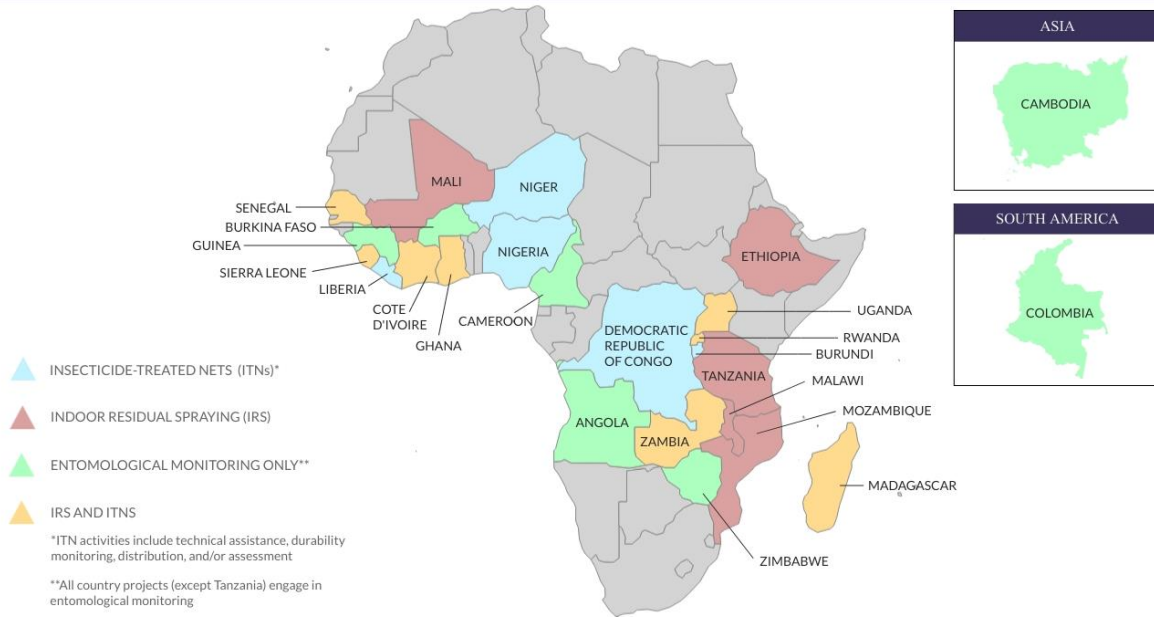 ASIA
CAMBODIA
SOUTH AMERICA
COLOMBIA
MALI
NIGER
SENEGAL
BURKINA FASO
GUINEA
NIGERIA
ETHIOPIA
SIERRA LEONE
LIBERIA
COTE
D'IVOIRE
CAMEROON
GHANA
UGANDA
DEMOCRATIC
REPUBLIC
OF CONGO
RWANDA
BURUNDI
TANZANIA
MALAWI
MOZAMBIQUE
ANGOLA
ZAMBIA
MADAGASCAR
ZIMBABWE
INSECTICIDE-TREATED NETS (ITNs)*
INDOOR RESIDUAL SPRAYING (IRS)
ENTOMOLOGICAL MONITORING ONLY**
IRS AND ITNS
*ITN activities include technical assistance, durability
monitoring, distribution, and/or assessment
**All country projects (except Tanzania) engage in
entomological monitoring